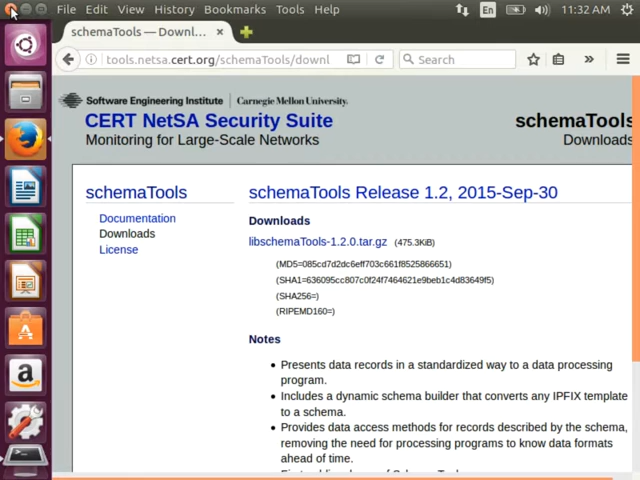 File Edit View History Bookmarks Tools Help
En
11:32 AM
schemaTools — Downl...
tools.netsa.cert.org/schemaTools/downl
Search
Software Engineering Institute | Carnegie Mellon University.
CERT NetSA Security Suite
Monitoring for Large-Scale Networks
schemaTools
Downloads
schemaTools
Documentation
Downloads
License
schemaTools Release 1.2, 2015-Sep-30
Downloads
libschemaTools-1.2.0.tar.gz (475.3KiB)
(MD5=085cd7d2dc6eff703c661f8525866651)
(SHA1=636095cc807c0f24f7464621e9beb1c4d83649f5)
(SHA256=)
(RIPEMD160=)
Notes
Presents data records in a standardized way to a data processing
program.
Includes a dynamic schema builder that converts any IPFIX template
to a schema.
Provides data access methods for records described by the schema,
removing the need for processing programs to know data formats
ahead of time.